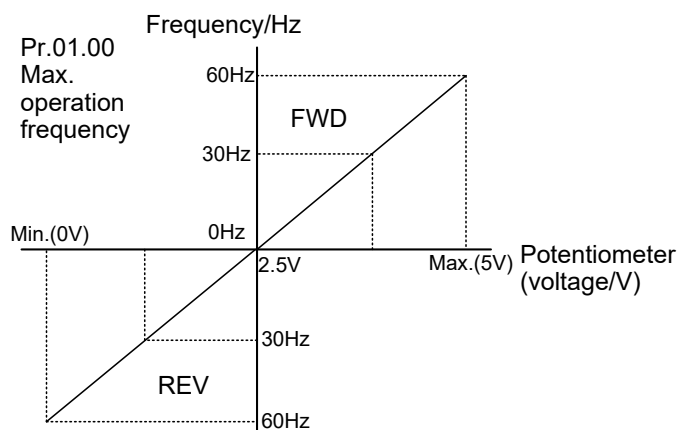 Frequency/Hz
Pr.01.00
Max.
operation
frequency
60Hz
FWD
30Hz
Min.(0V)
0Hz
2.5V
Max.(5V)
Potentiometer
(voltage/V)
30Hz
REV
60Hz